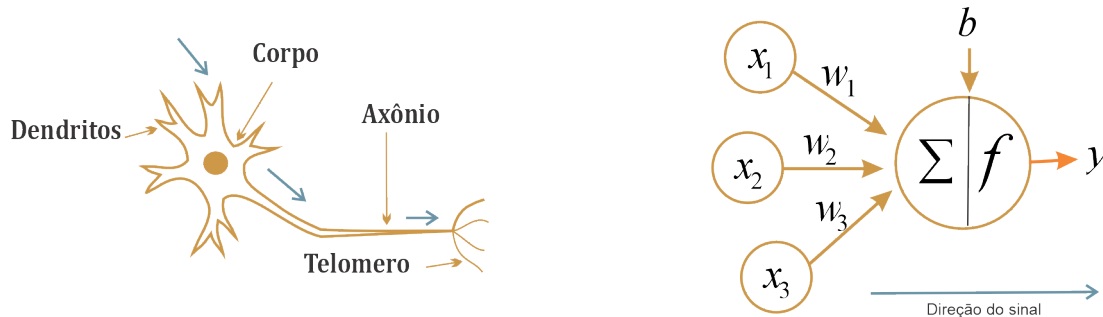 Corpo
Dendritos
Axônio
Telomero
b
x₁
w₁
x₂
w₂
Σ
f
y
w₃
x₃
Direção do sinal